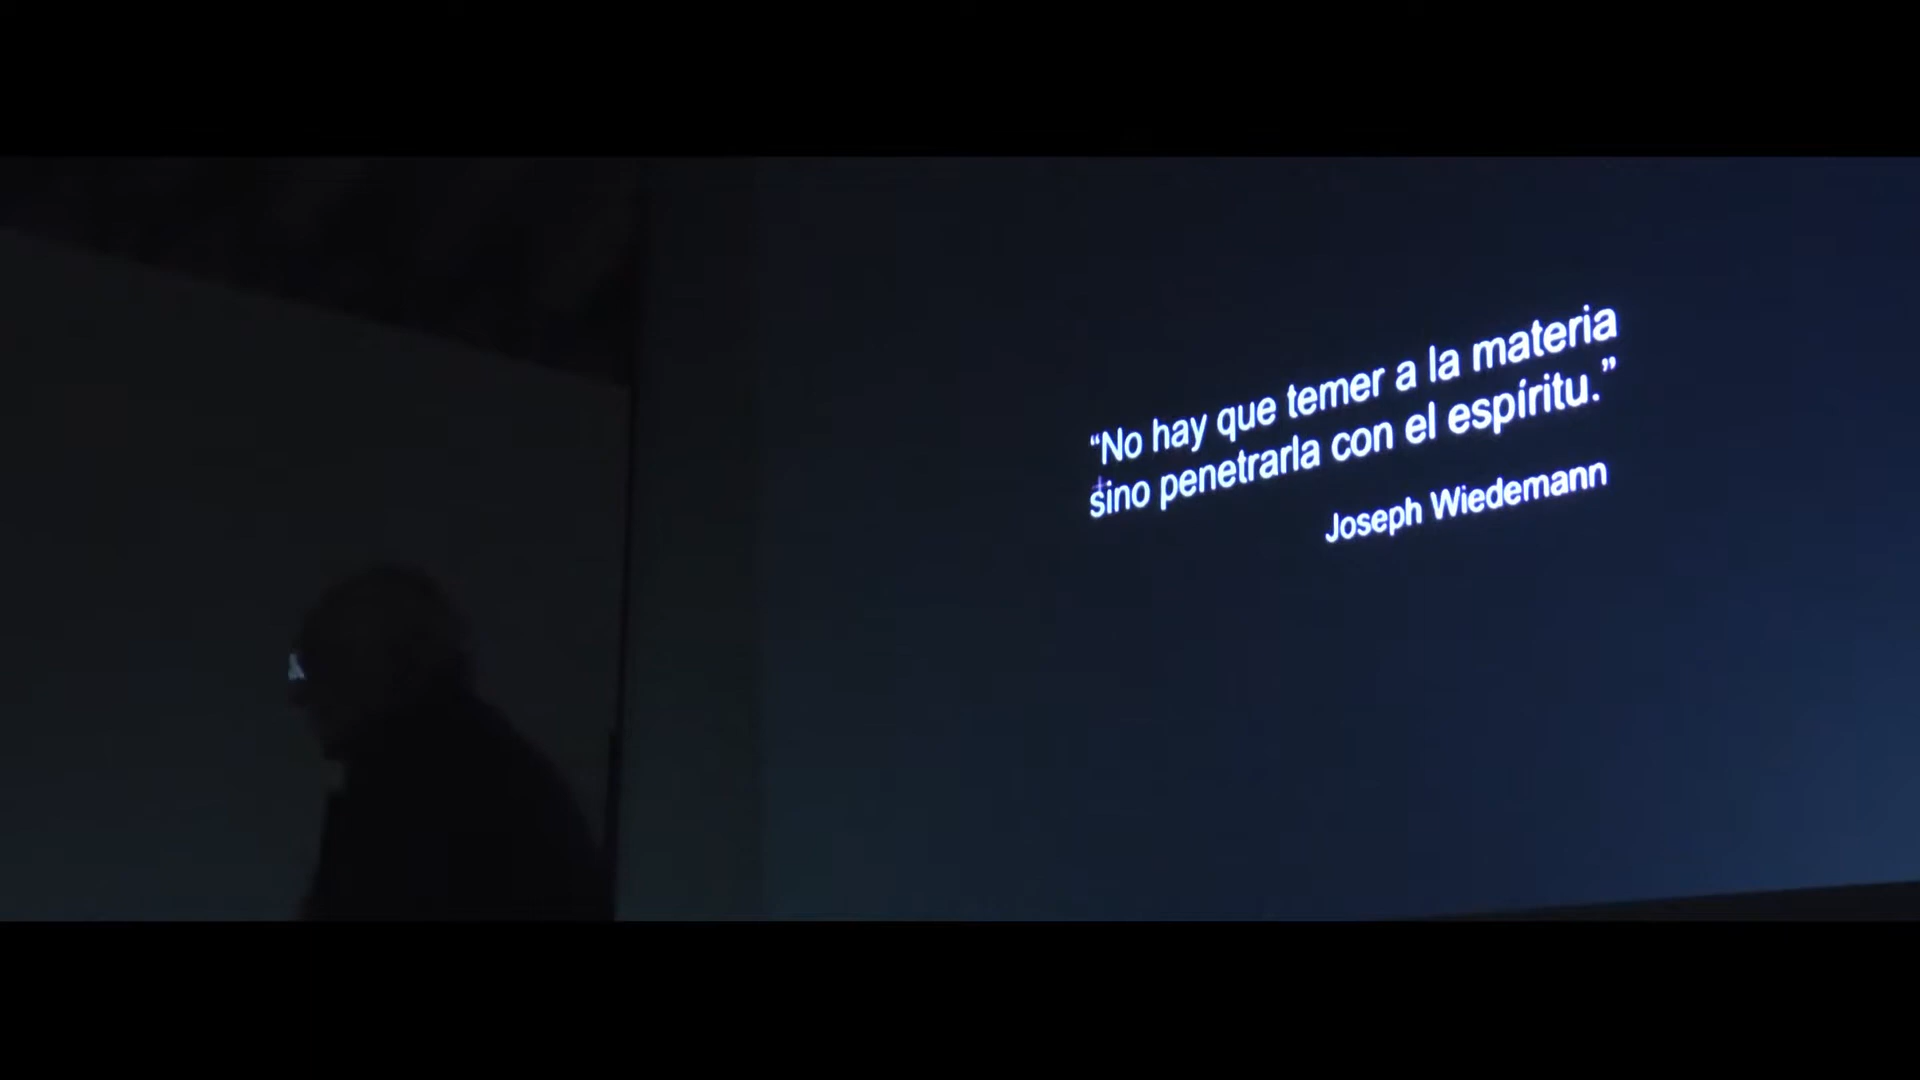 “No hay que temer a la materia
sino penetrarla con el espíritu.”
Joseph Wiedemann